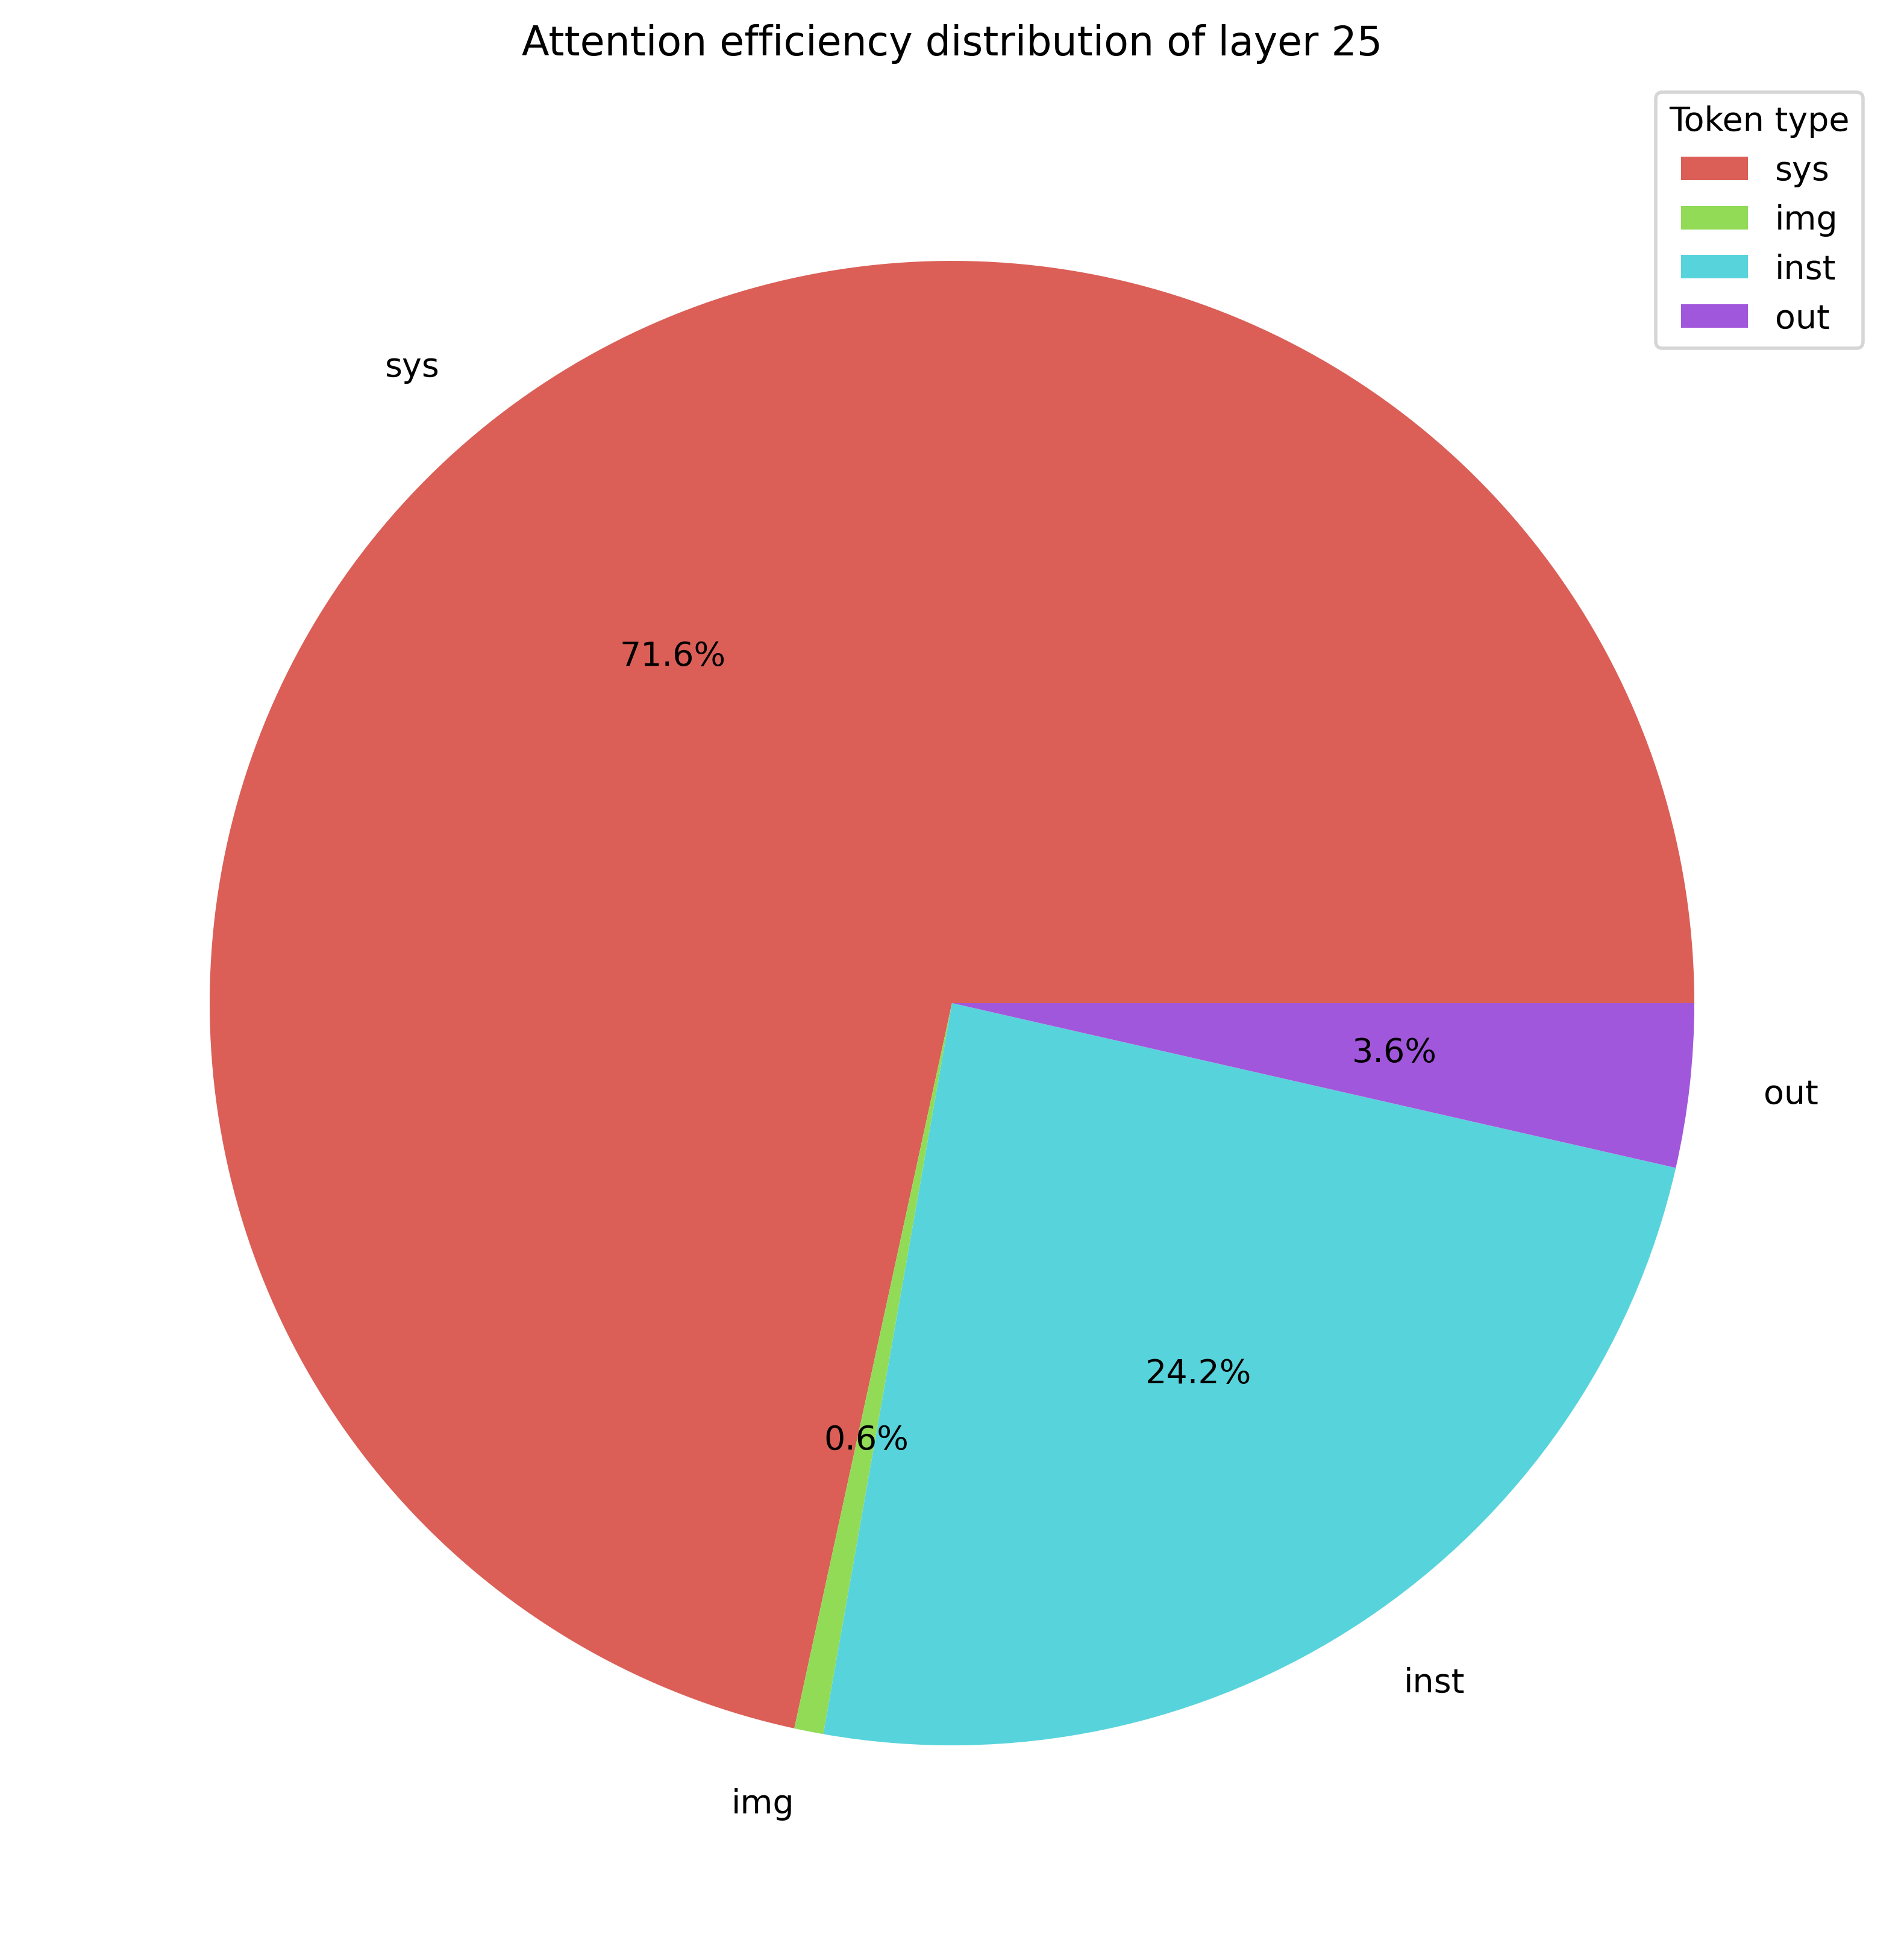 Attention efficiency distribution of layer 25
Token type
sys
img
inst
out
sys
71.6%
3.6%
out
24.2%
0.6%
inst
img